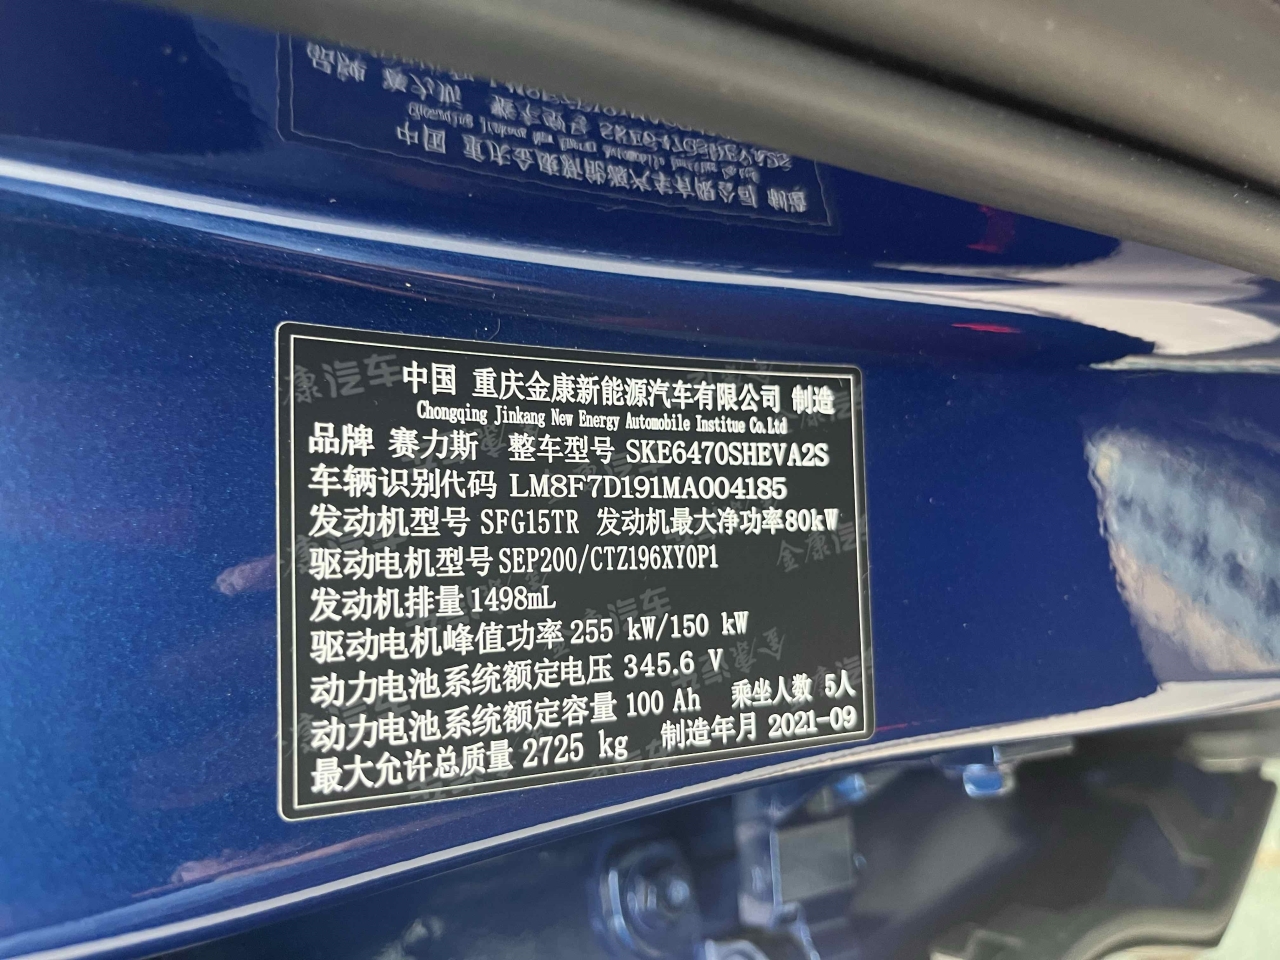 中国 重庆金康新能源汽车有限公司 制造
Chongqing Jinkang New Energy Automobile Institue Co.Ltd
品牌 赛力斯 整车型号 SKE6470SHEVA2S
车辆识别代码 LM8F7D191MA004185
发动机型号 SFG15TR 发动机最大净功率80kW
驱动电机型号 SEP200/CTZ196XY0P1
发动机排量 1498mL
驱动电机峰值功率 255 kW/150 kW
动力电池系统额定电压 345.6 V
动力电池系统额定容量 100 Ah 乘坐人数 5人
最大允许总质量 2725 kg 制造年月 2021-09